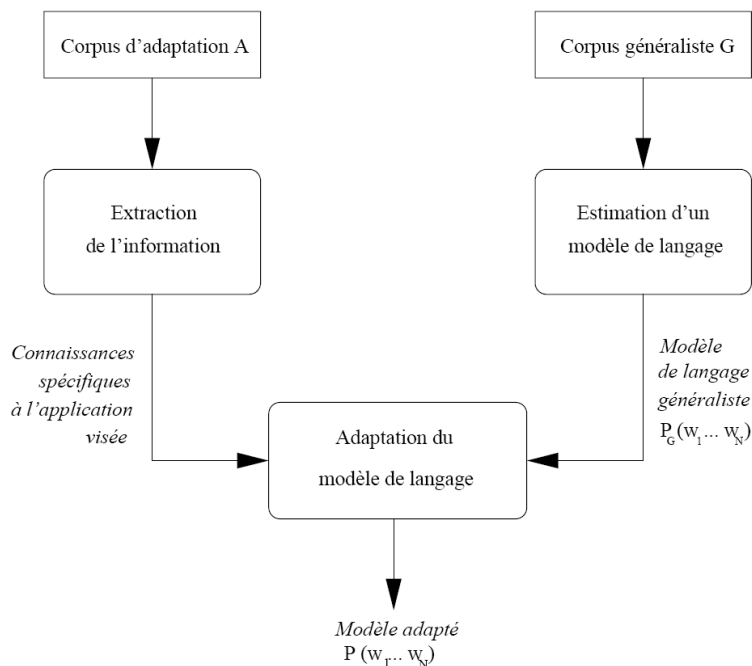 Corpus d’adaptation A
Corpus généraliste G
Extraction
de l’information
Estimation d’un
modèle de langage
Connaissances
spécifiques
à l’application
visée
Modèle
de langage
généraliste
P_G(w_1... w_N)
Adaptation du
modèle de langage
Modèle adapté
P (w_1... w_N)